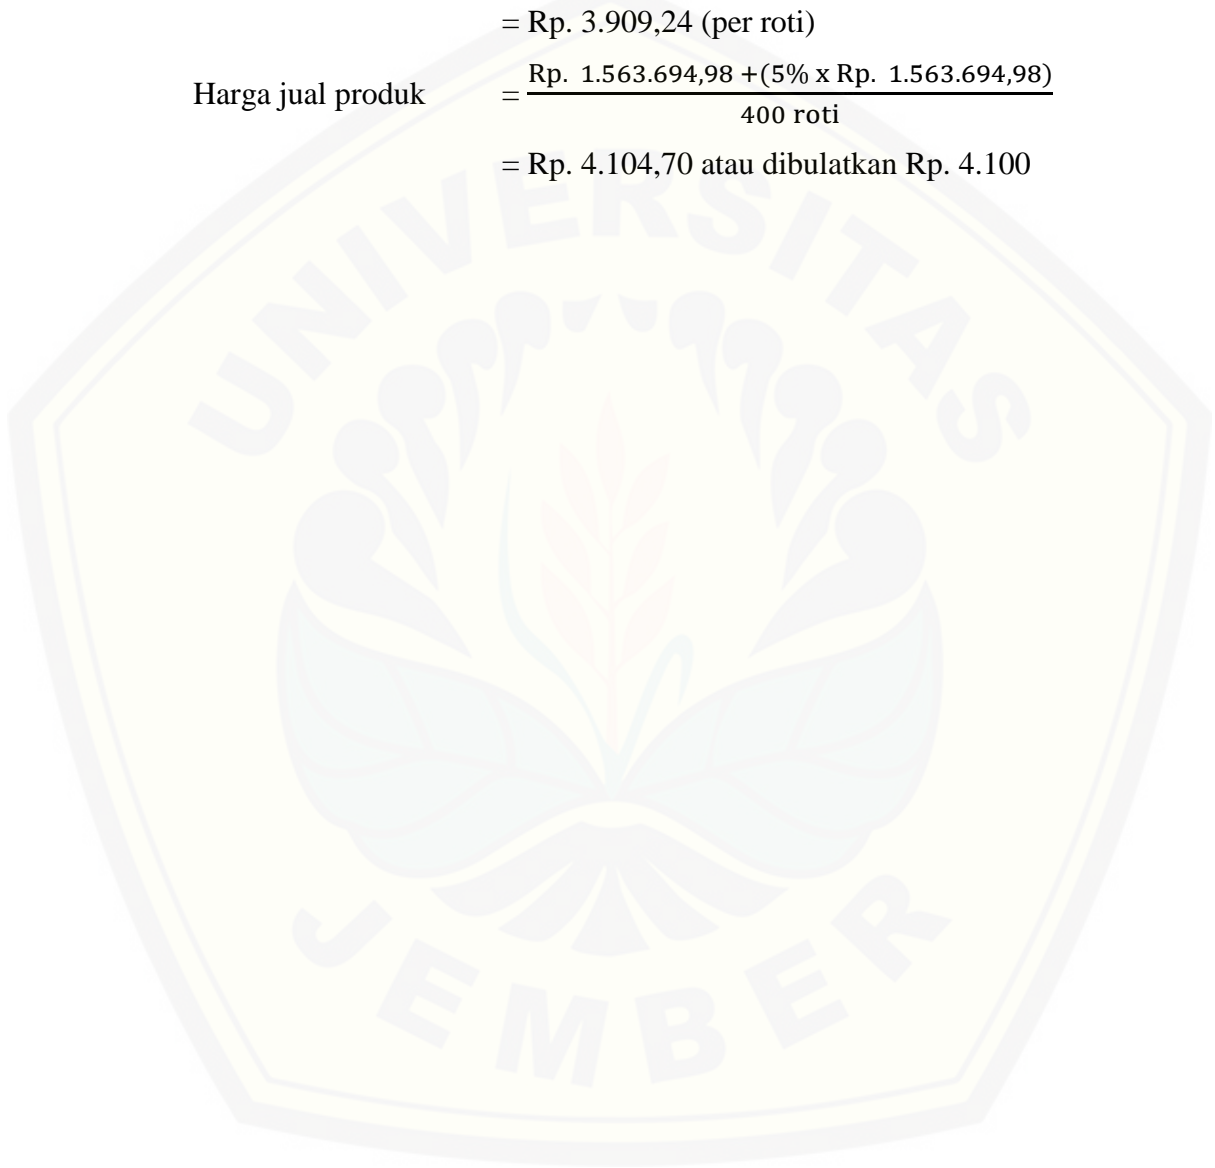 = Rp. 3.909,24 (per roti)
Harga jual produk = Rp. 1.563.694,98 +(5% x Rp. 1.563.694,98)
400 roti
= Rp. 4.104,70 atau dibulatkan Rp. 4.100
UNIVERSITAS
JEMBER